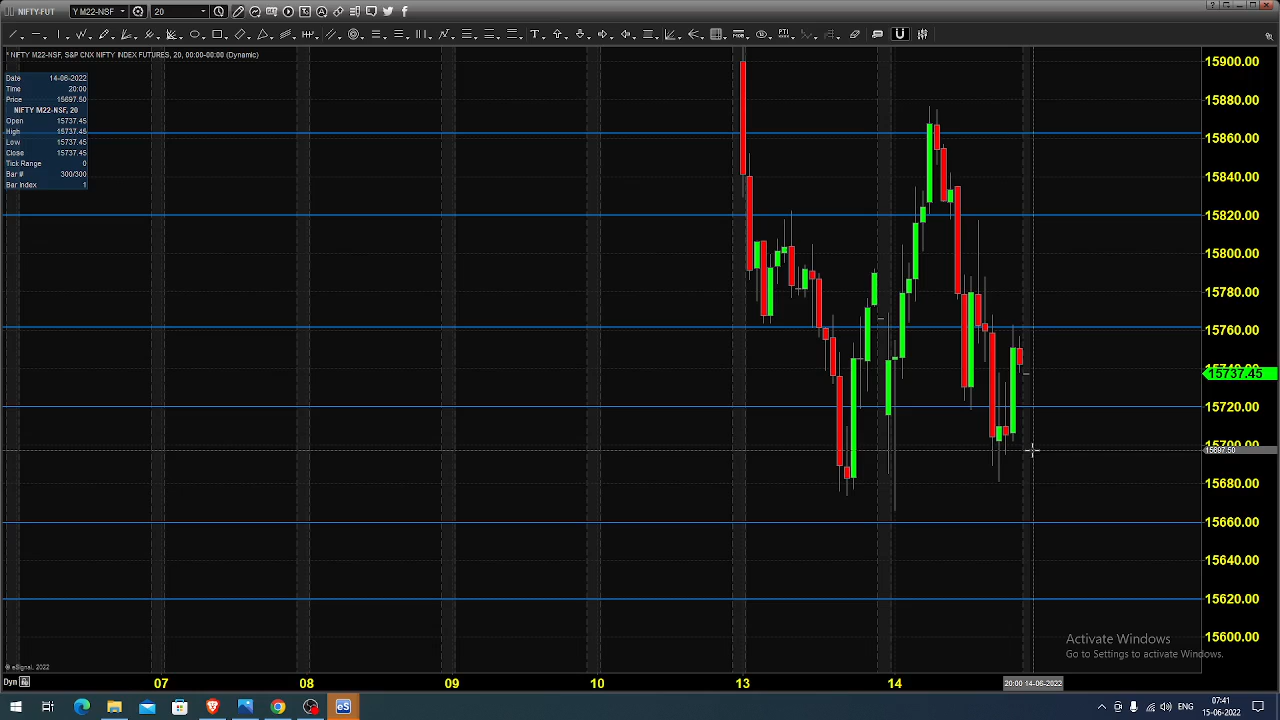 NIFTY-FUT
Y M22-NSF
20
* NIFTY M22-NSF, S&P CNX NIFTY INDEX FUTURES, 20, 00:00-00:00 (Dynamic)
Date 14-06-2022
Time 20:00
Price 15697.50
NIFTY M22-NSF, 20
Open 15737.45
High 15737.45
Low 15737.45
Close 15737.45
Tick Range 0
Bar # 300/300
Bar Index 1
15900.00
15880.00
15860.00
15840.00
15820.00
15800.00
15780.00
15760.00
15740.00
15737.45
15720.00
15700.00
15697.50
15680.00
15660.00
15640.00
15620.00
15600.00
Activate Windows
Go to Settings to activate Windows.
© eSignal, 2022
Dyn
07 08 09 10 13 14
20:00 14-06-2022
eS
ENG
07:41
15-06-2022